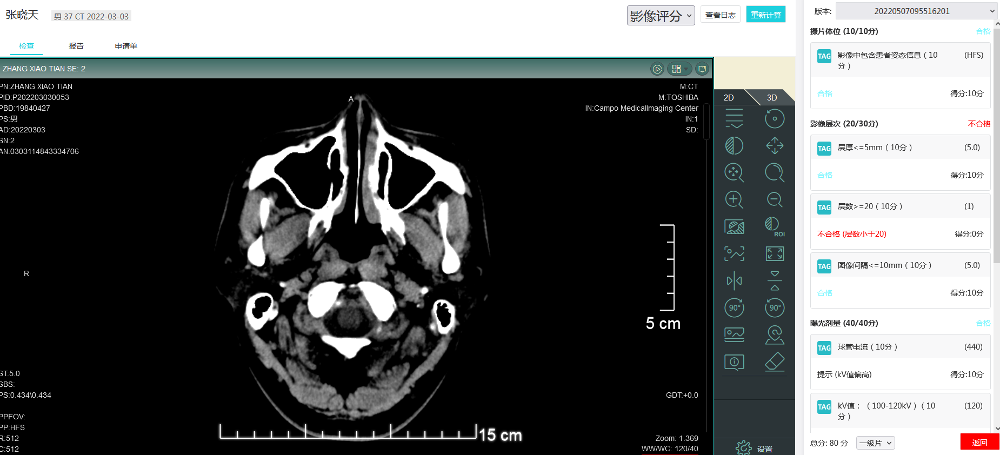 张晓天 男 37 CT 2022-03-03
影像评分 查看日志 重新计算
检查 报告 申请单
ZHANG XIAO TIAN SE: 2
PN:ZHANG XIAO TIAN
PID:P202203030053
PBD:19840427
PS:男
AD:20220303
SN:2
AN:0303114843334706
A
M:CT
M:TOSHIBA
IN:Campo MedicalImaging Center
IN:1
SD:
R
5 cm
ST:5.0
SBS:
PS:0.434\0.434
PPFOV:
PP:HFS
R:512
C:512
15 cm
GDT:+0.0
Zoom: 1.369
WW/WC: 120/40
2D 3D
ROI
90° 90°
设置
版本: 20220507095516201
摄片体位 (10/10分) 合格
TAG 影像中包含患者姿态信息（10 (HFS)
分）
合格 得分:10分
影像层次 (20/30分) 不合格
TAG 层厚<=5mm（10分） (5.0)
合格 得分:10分
TAG 层数>=20（10分） (1)
不合格 (层数小于20) 得分:0分
TAG 图像间隔<=10mm（10分） (5.0)
合格 得分:10分
曝光剂量 (40/40分) 合格
TAG 球管电流（10分） (440)
提示 (kV值偏高) 得分:10分
TAG kV值：（100-120kV）（10 (120)
分）
总分: 80 分 一级片 返回